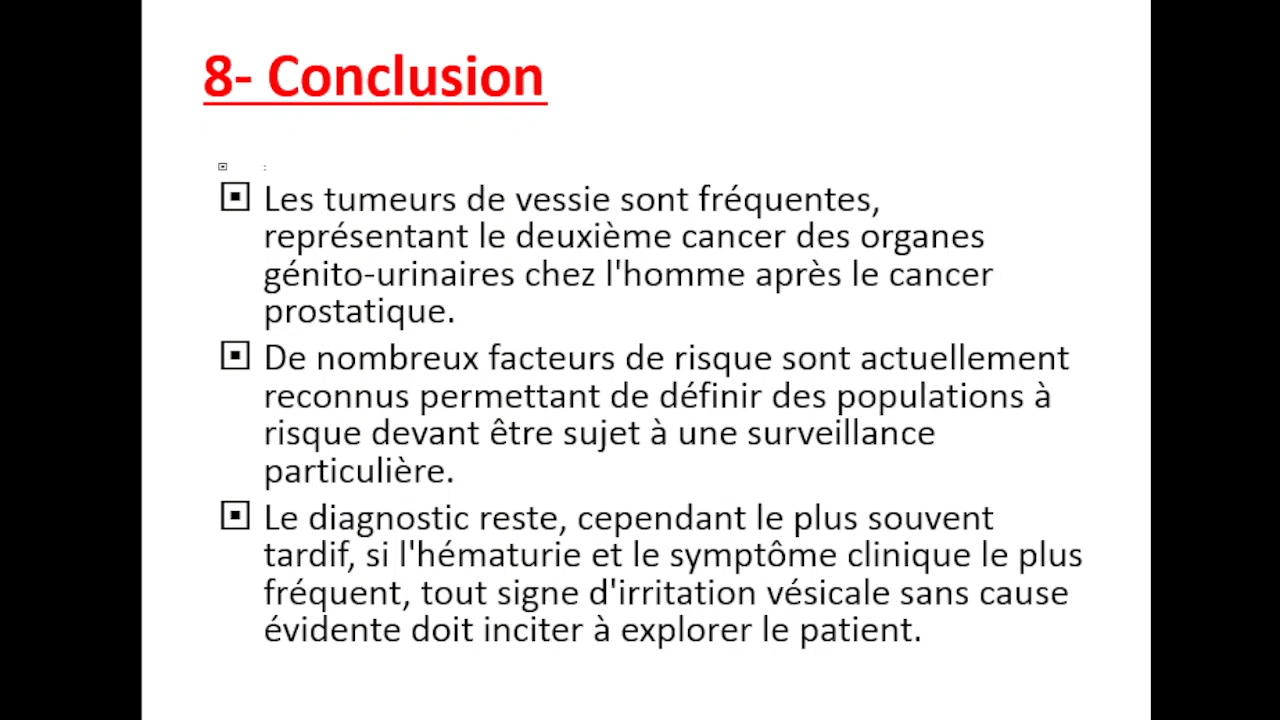 8- Conclusion
:
Les tumeurs de vessie sont fréquentes,
représentant le deuxième cancer des organes
génito-urinaires chez l'homme après le cancer
prostatique.
De nombreux facteurs de risque sont actuellement
reconnus permettant de définir des populations à
risque devant être sujet à une surveillance
particulière.
Le diagnostic reste, cependant le plus souvent
tardif, si l'hématurie et le symptôme clinique le plus
fréquent, tout signe d'irritation vésicale sans cause
évidente doit inciter à explorer le patient.